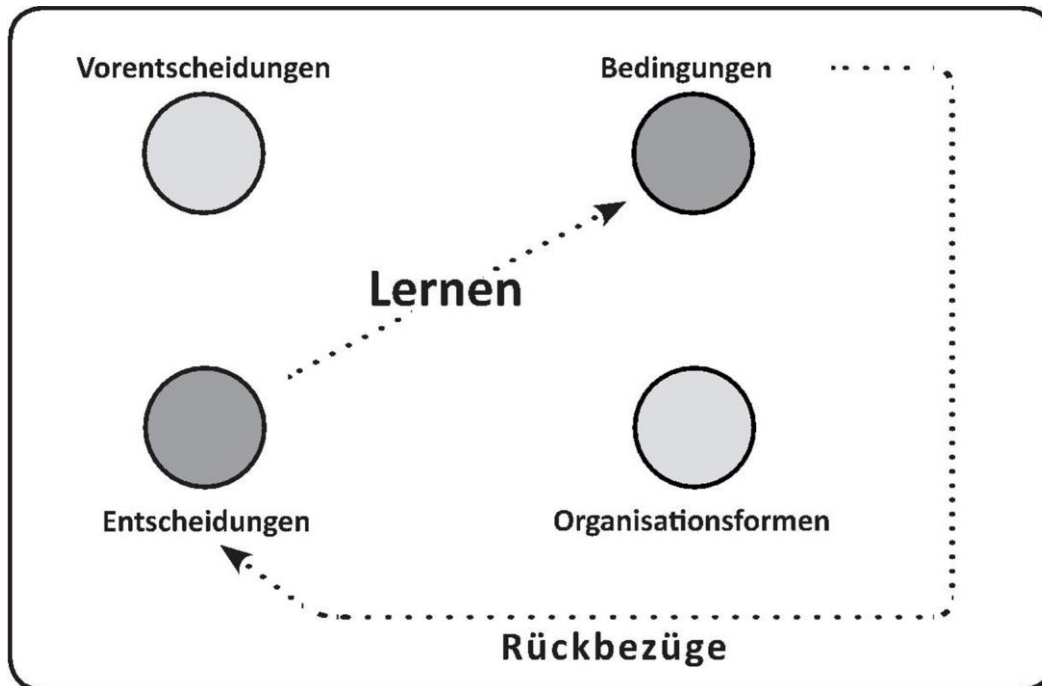 Vorentscheidungen
Bedingungen
Lernen
Entscheidungen
Organisationsformen
Rückbezüge